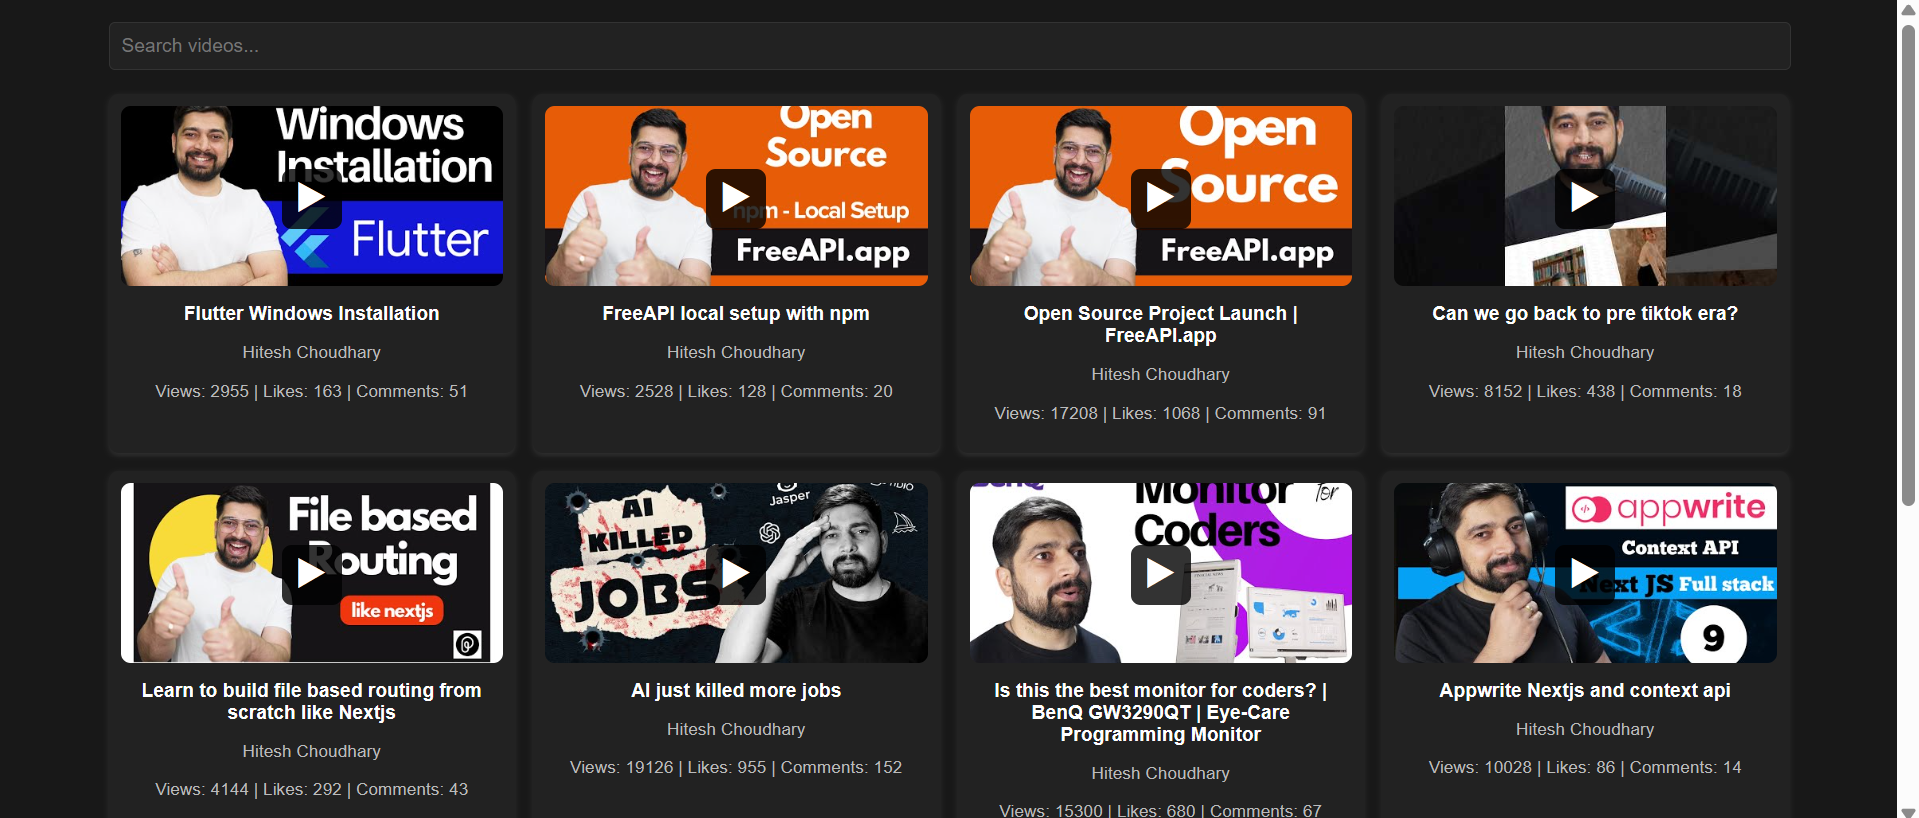 Search videos...
Windows
Installation
Flutter
Flutter Windows Installation
Hitesh Choudhary
Views: 2955 | Likes: 163 | Comments: 51
Open
Source
npm - Local Setup
FreeAPI.app
FreeAPI local setup with npm
Hitesh Choudhary
Views: 2528 | Likes: 128 | Comments: 20
Open
Source
FreeAPI.app
Open Source Project Launch |
FreeAPI.app
Hitesh Choudhary
Views: 17208 | Likes: 1068 | Comments: 91
Can we go back to pre tiktok era?
Hitesh Choudhary
Views: 8152 | Likes: 438 | Comments: 18
File based
Routing
like nextjs
Learn to build file based routing from
scratch like Nextjs
Hitesh Choudhary
Views: 4144 | Likes: 292 | Comments: 43
Jasper
AI
KILLED
JOBS
AI just killed more jobs
Hitesh Choudhary
Views: 19126 | Likes: 955 | Comments: 152
BenQ
Monitor for
Coders
Is this the best monitor for coders? |
BenQ GW3290QT | Eye-Care
Programming Monitor
Hitesh Choudhary
Views: 15300 | Likes: 680 | Comments: 67
appwrite
Context API
Next JS Full stack
9
Appwrite Nextjs and context api
Hitesh Choudhary
Views: 10028 | Likes: 86 | Comments: 14